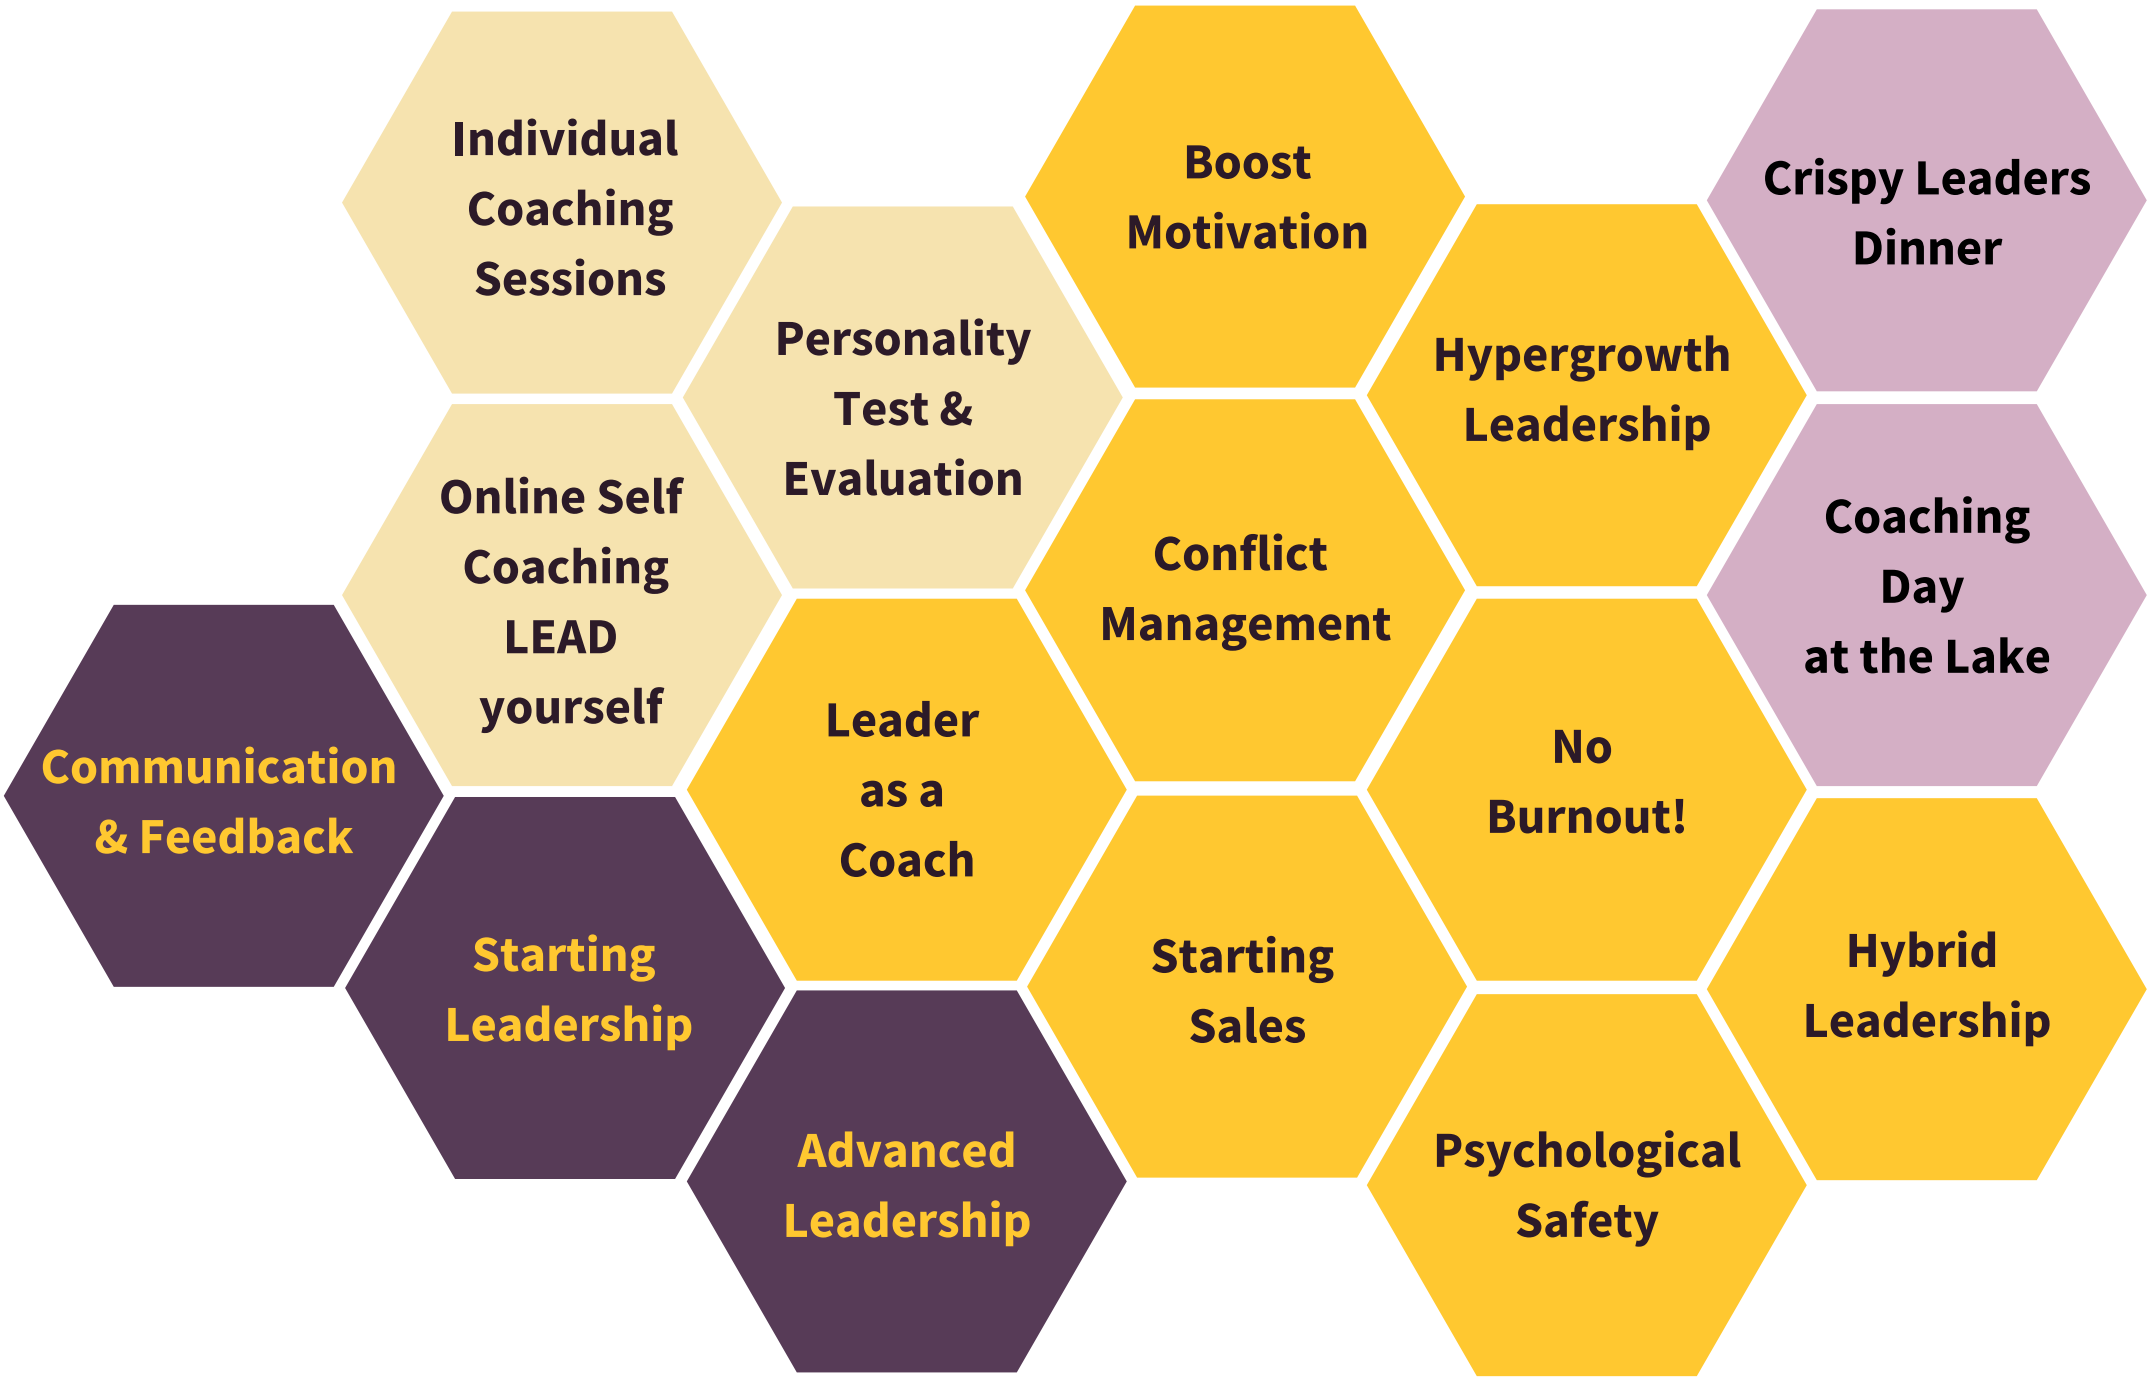 Individual
Coaching
Sessions
Personality
Test &
Evaluation
Online Self
Coaching
LEAD
yourself
Communication
& Feedback
Starting
Leadership
Advanced
Leadership
Boost
Motivation
Hypergrowth
Leadership
Conflict
Management
Leader
as a
Coach
No
Burnout!
Starting
Sales
Psychological
Safety
Hybrid
Leadership
Crispy Leaders
Dinner
Coaching
Day
at the Lake